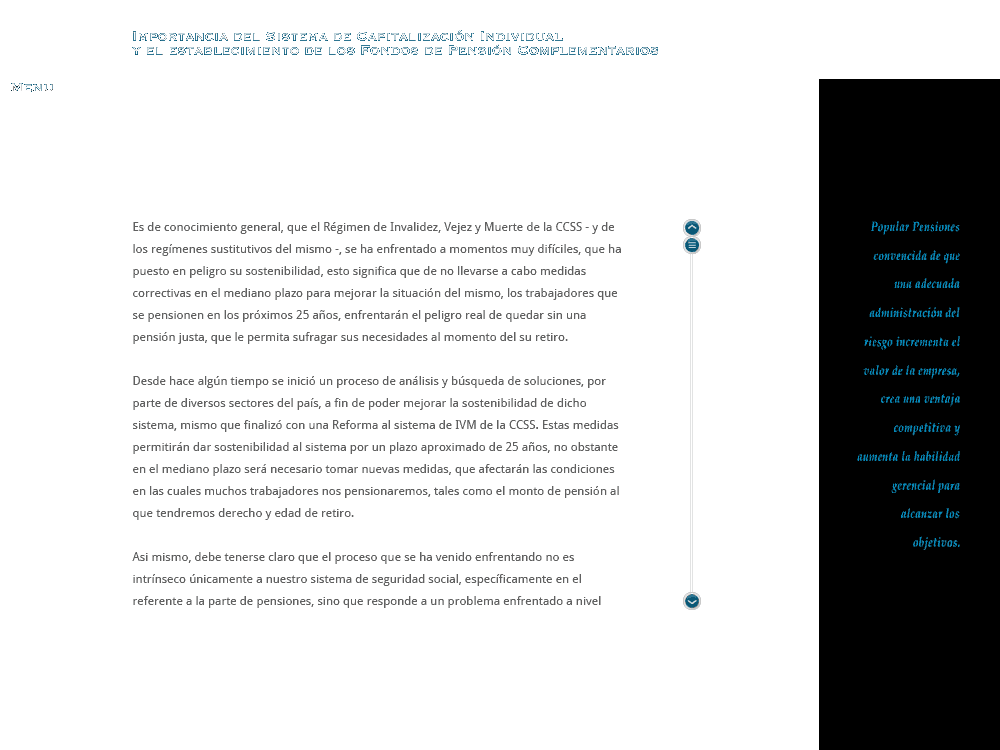 Importancia del Sistema de Capitalización Individual
y el establecimiento de los Fondos de Pensión Complementarios
Menu
Es de conocimiento general, que el Régimen de Invalidez, Vejez y Muerte de la CCSS - y de
los regímenes sustitutivos del mismo -, se ha enfrentado a momentos muy difíciles, que ha
puesto en peligro su sostenibilidad, esto significa que de no llevarse a cabo medidas
correctivas en el mediano plazo para mejorar la situación del mismo, los trabajadores que
se pensionen en los próximos 25 años, enfrentarán el peligro real de quedar sin una
pensión justa, que le permita sufragar sus necesidades al momento del su retiro.
Desde hace algún tiempo se inició un proceso de análisis y búsqueda de soluciones, por
parte de diversos sectores del país, a fin de poder mejorar la sostenibilidad de dicho
sistema, mismo que finalizó con una Reforma al sistema de IVM de la CCSS. Estas medidas
permitirán dar sostenibilidad al sistema por un plazo aproximado de 25 años, no obstante
en el mediano plazo será necesario tomar nuevas medidas, que afectarán las condiciones
en las cuales muchos trabajadores nos pensionaremos, tales como el monto de pensión al
que tendremos derecho y edad de retiro.
Asi mismo, debe tenerse claro que el proceso que se ha venido enfrentando no es
intrínseco únicamente a nuestro sistema de seguridad social, específicamente en el
referente a la parte de pensiones, sino que responde a un problema enfrentado a nivel
Popular Pensiones
convencida de que
una adecuada
administración del
riesgo incrementa el
valor de la empresa,
crea una ventaja
competitiva y
aumenta la habilidad
gerencial para
alcanzar los
objetivos.